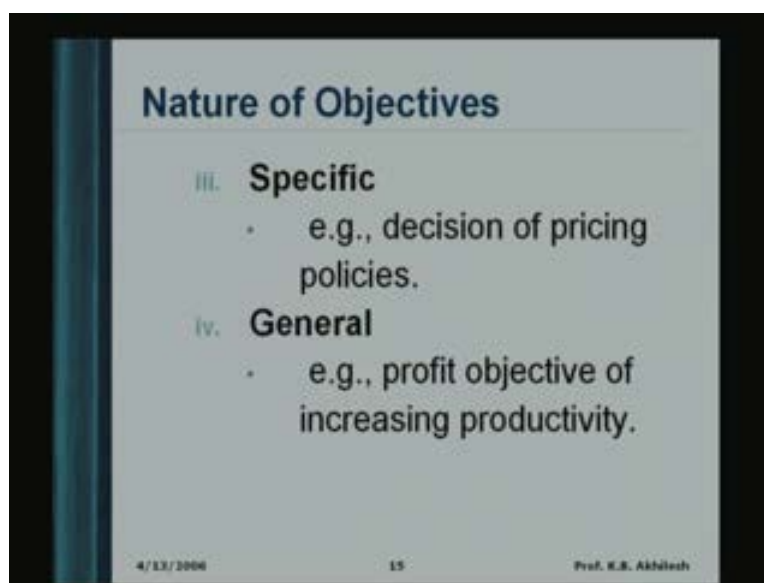 Nature of Objectives
iii. Specific
• e.g., decision of pricing
policies.
iv. General
• e.g., profit objective of
increasing productivity.
4/13/2006 15 Prof. K.B. Akhilesh